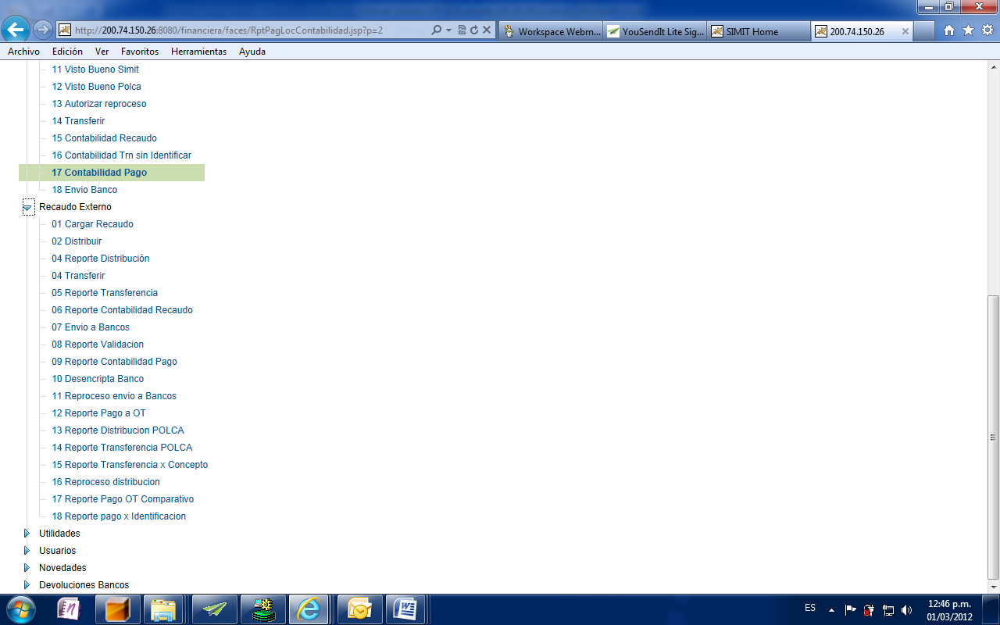 http://200.74.150.26:8080/financiera/faces/RptPagLocContabilidad.jsp?p=2
Workspace Webm...
YouSendIt Lite Sig...
SIMIT Home
200.74.150.26
Archivo Edición Ver Favoritos Herramientas Ayuda
11 Visto Bueno Simit
12 Visto Bueno Polca
13 Autorizar reproceso
14 Transferir
15 Contabilidad Recaudo
16 Contabilidad Trn sin Identificar
17 Contabilidad Pago
18 Envio Banco
Recaudo Externo
01 Cargar Recaudo
02 Distribuir
04 Reporte Distribución
04 Transferir
05 Reporte Transferencia
06 Reporte Contabilidad Recaudo
07 Envio a Bancos
08 Reporte Validacion
09 Reporte Contabilidad Pago
10 Desencripta Banco
11 Reproceso envio a Bancos
12 Reporte Pago a OT
13 Reporte Distribucion POLCA
14 Reporte Transferencia POLCA
15 Reporte Transferencia x Concepto
16 Reproceso distribucion
17 Reporte Pago OT Comparativo
18 Reporte pago x Identificacion
Utilidades
Usuarios
Novedades
Devoluciones Bancos
ES
12:46 p.m.
01/03/2012